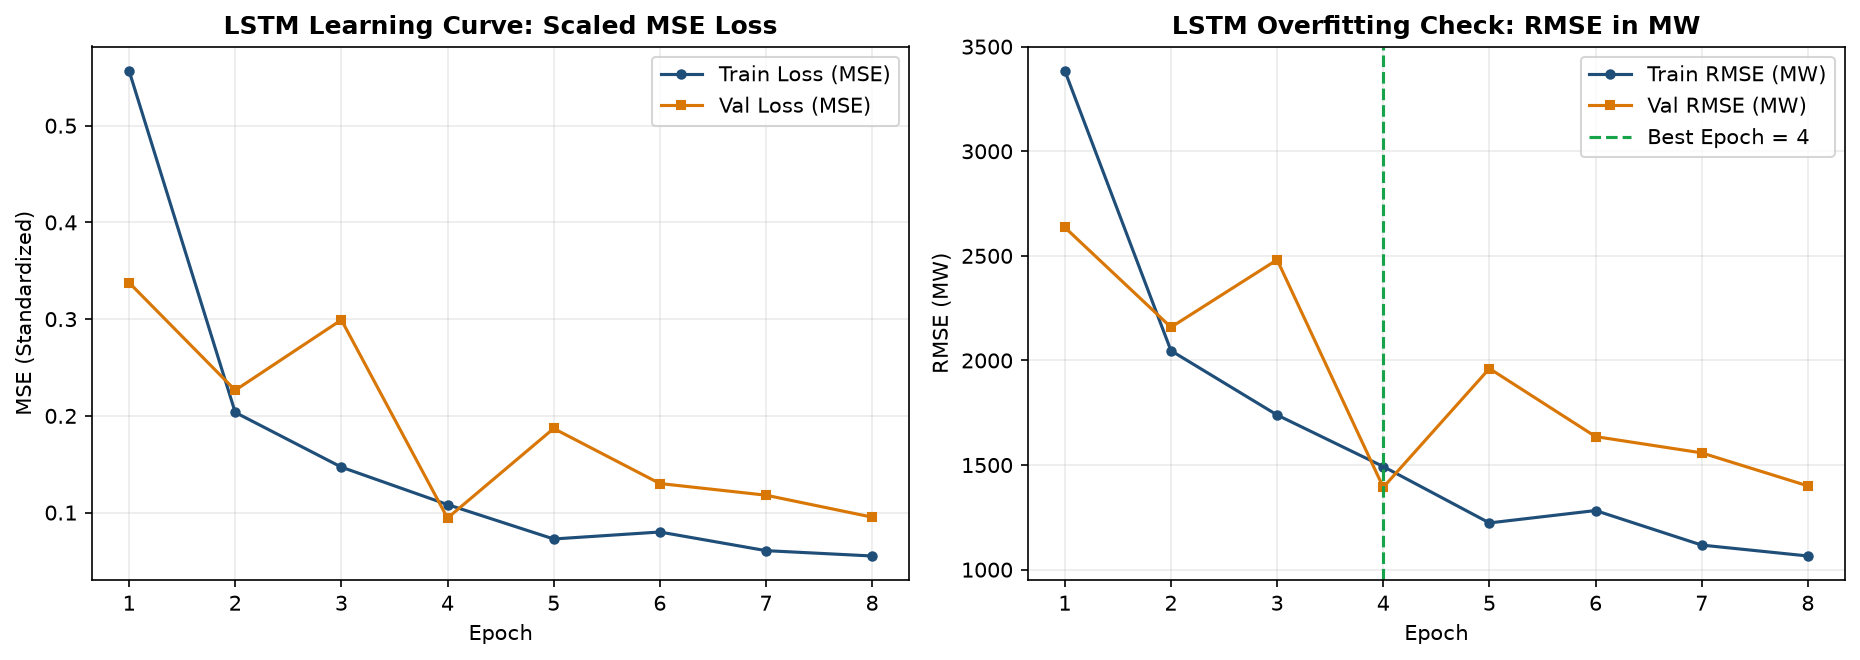 LSTM Learning Curve: Scaled MSE Loss
Train Loss (MSE)
Val Loss (MSE)
MSE (Standardized)
0.5
0.4
0.3
0.2
0.1
1 2 3 4 5 6 7 8
Epoch
LSTM Overfitting Check: RMSE in MW
Train RMSE (MW)
Val RMSE (MW)
Best Epoch = 4
RMSE (MW)
3500
3000
2500
2000
1500
1000
1 2 3 4 5 6 7 8
Epoch